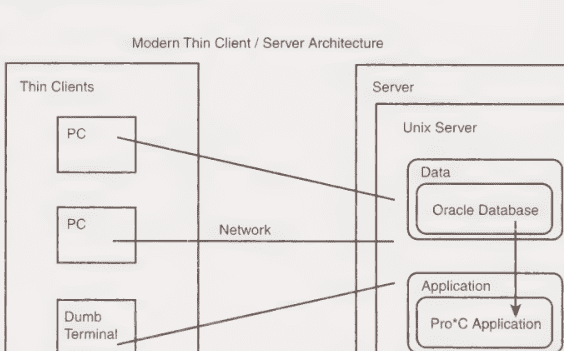 Modern Thin Client / Server Architecture
Thin Clients
Server
PC
Unix Server
Data
Oracle Database
PC
Network
Application
Dumb
Terminal
Pro*C Application